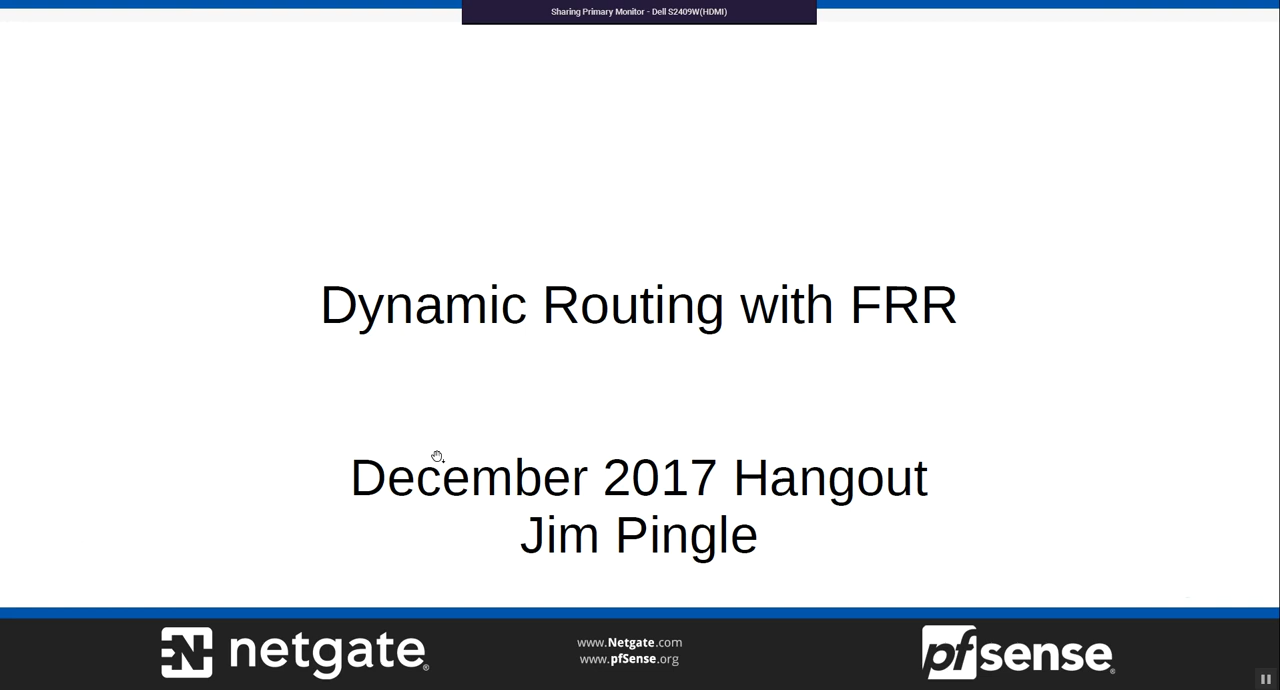 Sharing Primary Monitor - Dell S2409W(HDMI)
Dynamic Routing with FRR
December 2017 Hangout
Jim Pingle
netgate®
www.Netgate.com
www.pfSense.org
pfsense®